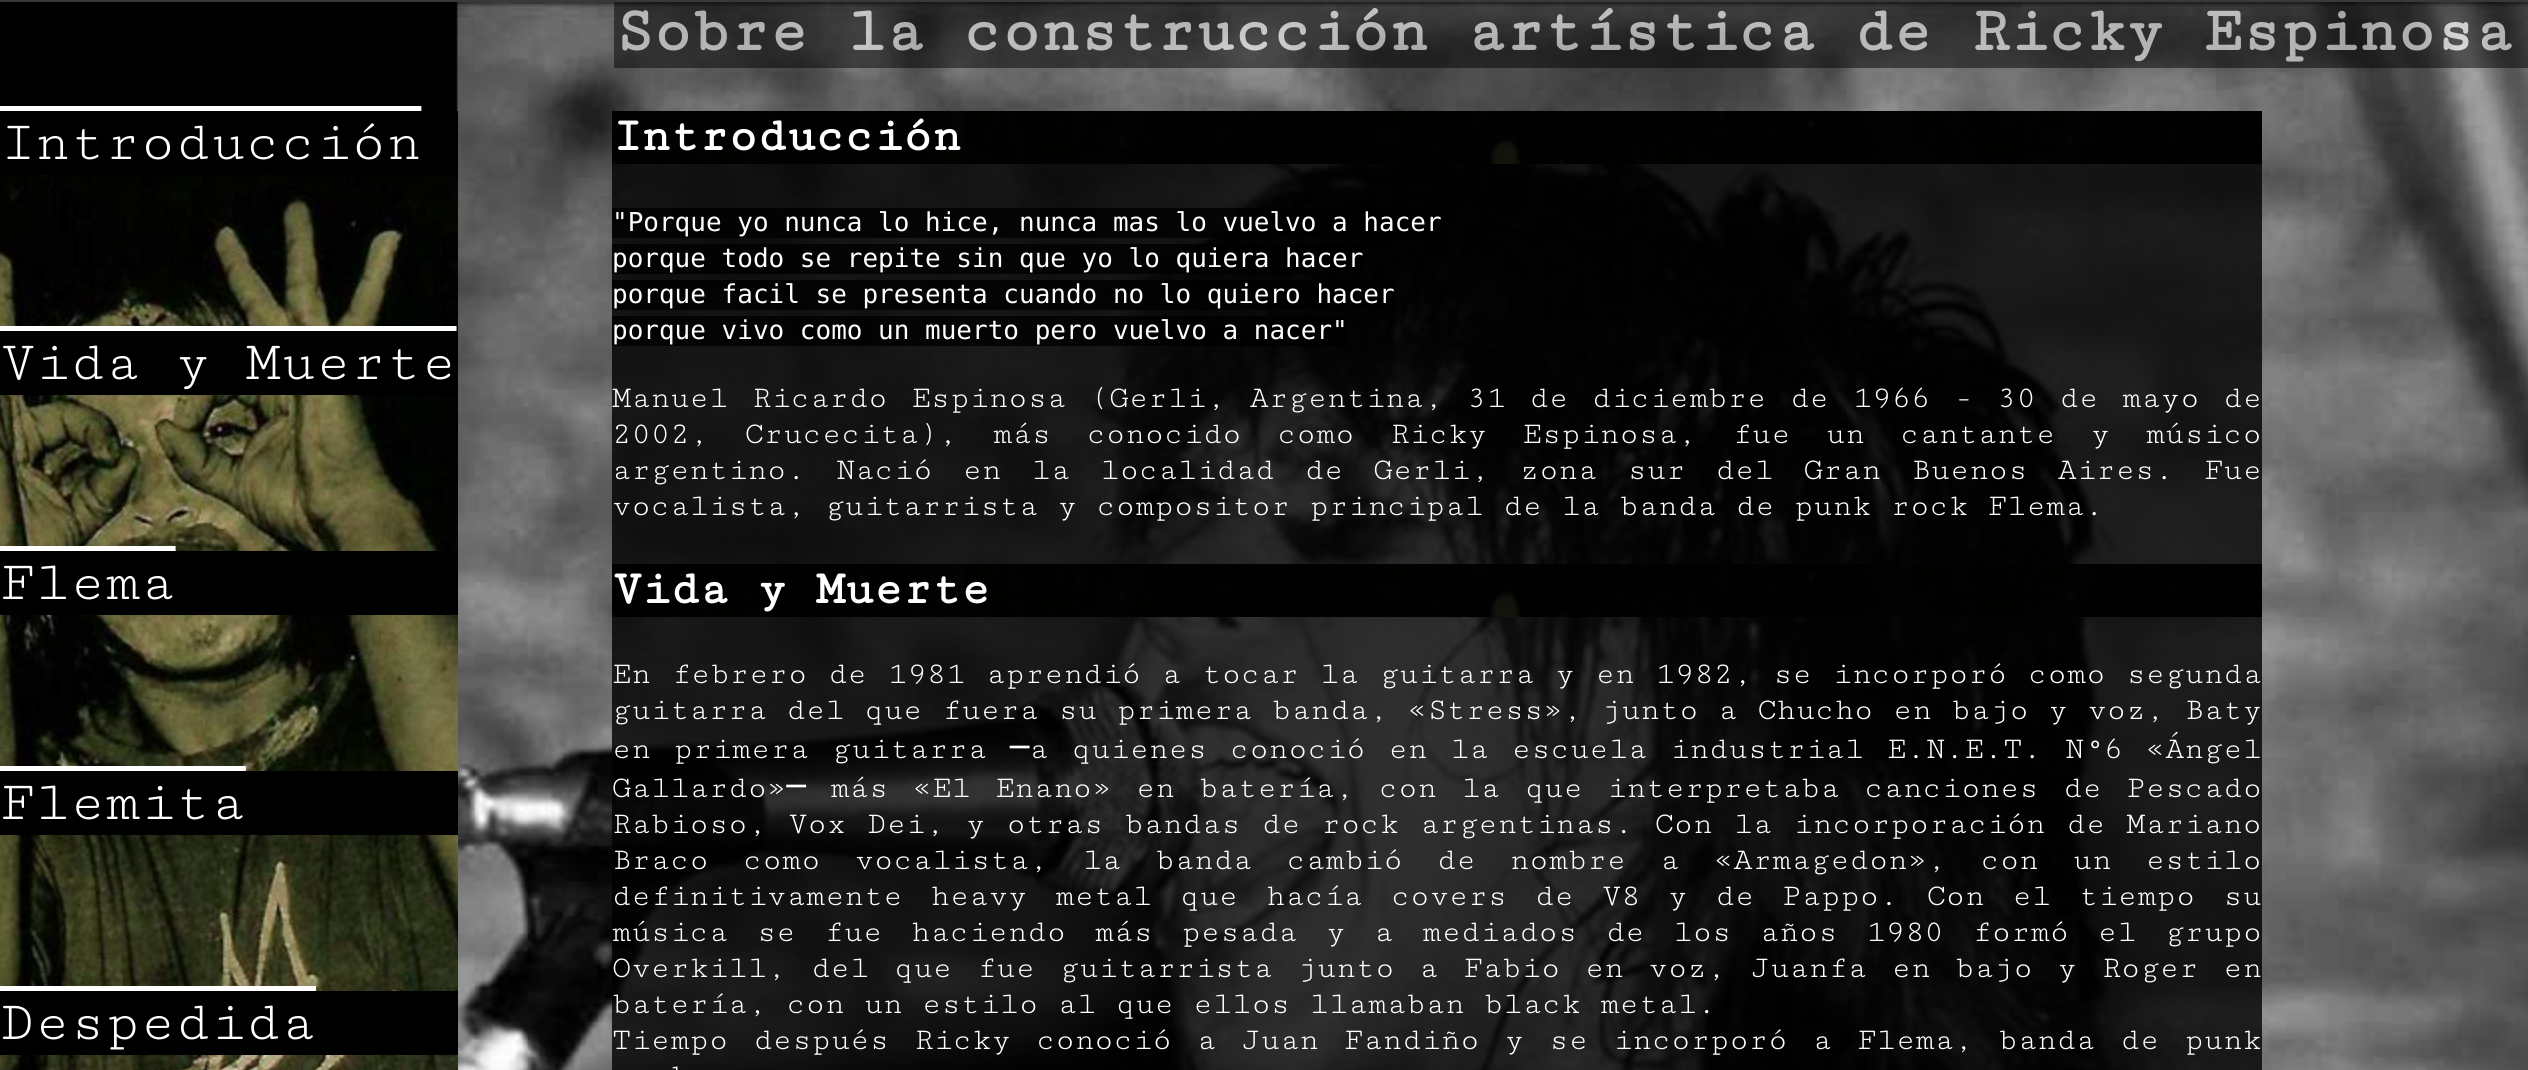 Sobre la construcción artística de Ricky Espinosa
Introducción
Vida y Muerte
Flema
Flemita
Despedida
Introducción
"Porque yo nunca lo hice, nunca mas lo vuelvo a hacer
porque todo se repite sin que yo lo quiera hacer
porque facil se presenta cuando no lo quiero hacer
porque vivo como un muerto pero vuelvo a nacer"
Manuel Ricardo Espinosa (Gerli, Argentina, 31 de diciembre de 1966 - 30 de mayo de
2002, Crucecita), más conocido como Ricky Espinosa, fue un cantante y músico
argentino. Nació en la localidad de Gerli, zona sur del Gran Buenos Aires. Fue
vocalista, guitarrista y compositor principal de la banda de punk rock Flema.
Vida y Muerte
En febrero de 1981 aprendió a tocar la guitarra y en 1982, se incorporó como segunda
guitarra del que fuera su primera banda, «Stress», junto a Chucho en bajo y voz, Baty
en primera guitarra —a quienes conoció en la escuela industrial E.N.E.T. N°6 «Ángel
Gallardo»— más «El Enano» en batería, con la que interpretaba canciones de Pescado
Rabioso, Vox Dei, y otras bandas de rock argentinas. Con la incorporación de Mariano
Braco como vocalista, la banda cambió de nombre a «Armagedon», con un estilo
definitivamente heavy metal que hacía covers de V8 y de Pappo. Con el tiempo su
música se fue haciendo más pesada y a mediados de los años 1980 formó el grupo
Overkill, del que fue guitarrista junto a Fabio en voz, Juanfa en bajo y Roger en
batería, con un estilo al que ellos llamaban black metal.
Tiempo después Ricky conoció a Juan Fandiño y se incorporó a Flema, banda de punk